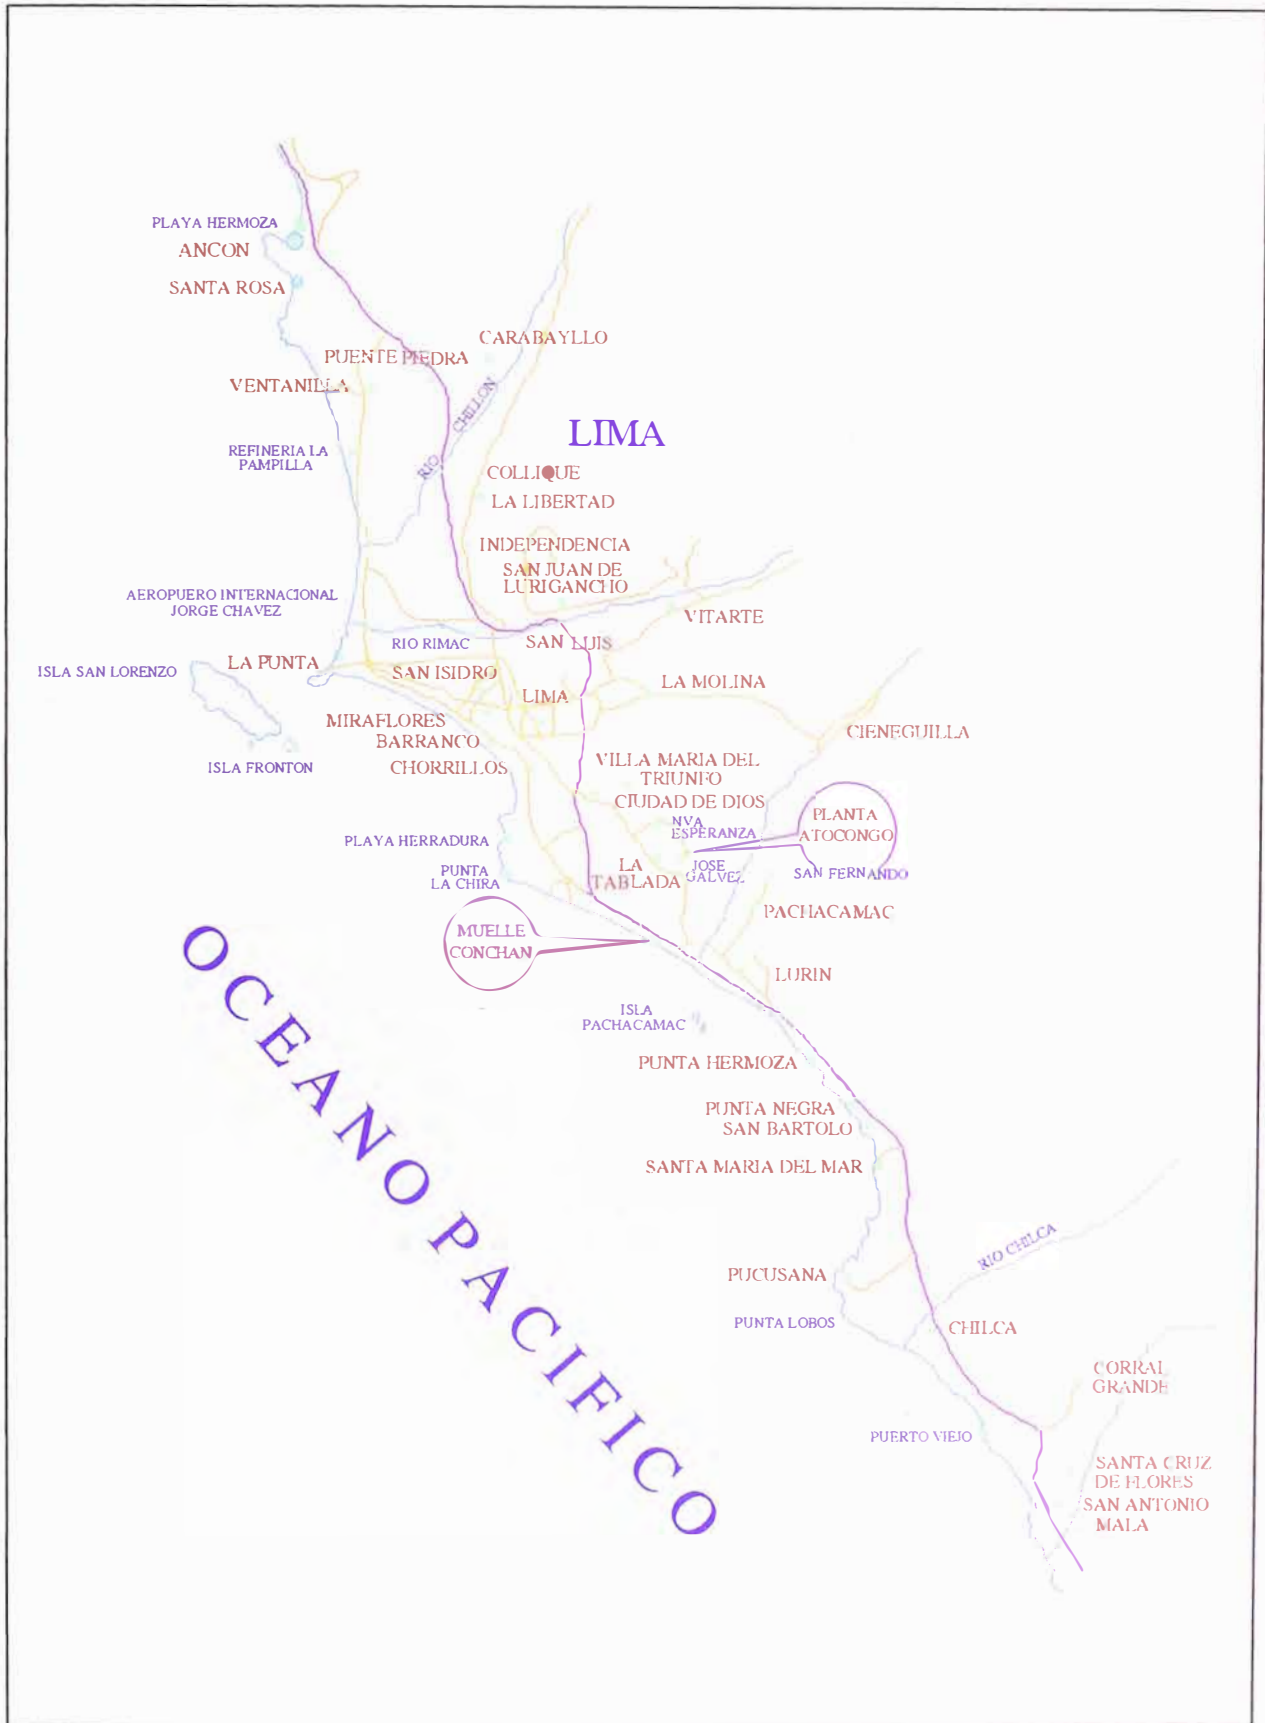 PLAYA HERMOZA
ANCON
SANTA ROSA
CARABAYLLO
PUENTE PIEDRA
VENTANILLA
RIO CHILLON
LIMA
REFINERIA LA
PAMPILLA
COLLIQUE
LA LIBERTAD
INDEPENDENCIA
SAN JUAN DE
LURIGANCHO
AEROPUERO INTERNACIONAL
JORGE CHAVEZ
VITARTE
RIO RIMAC
SAN LUIS
LA PUNTA
ISLA SAN LORENZO
SAN ISIDRO
LA MOLINA
LIMA
MIRAFLORES
BARRANCO
CIENEGUILLA
CHORRILLOS
ISLA FRONTON
VILLA MARIA DEL
TRIUNFO
CIUDAD DE DIOS
NVA
ESPERANZA
PLANTA
ATOCONGO
PLAYA HERRADURA
PUNTA
LA CHIRA
LA
TABLADA
JOSE
GALVEZ
SAN FERNANDO
PACHACAMAC
MUELLE
CONCHAN
LURIN
ISLA
PACHACAMAC
PUNTA HERMOZA
PUNTA NEGRA
SAN BARTOLO
SANTA MARIA DEL MAR
OCEANO PACIFICO
RIO CHILCA
PUCUSANA
PUNTA LOBOS
CHILCA
CORRAL
GRANDE
PUERTO VIEJO
SANTA CRUZ
DE FLORES
SAN ANTONIO
MALA